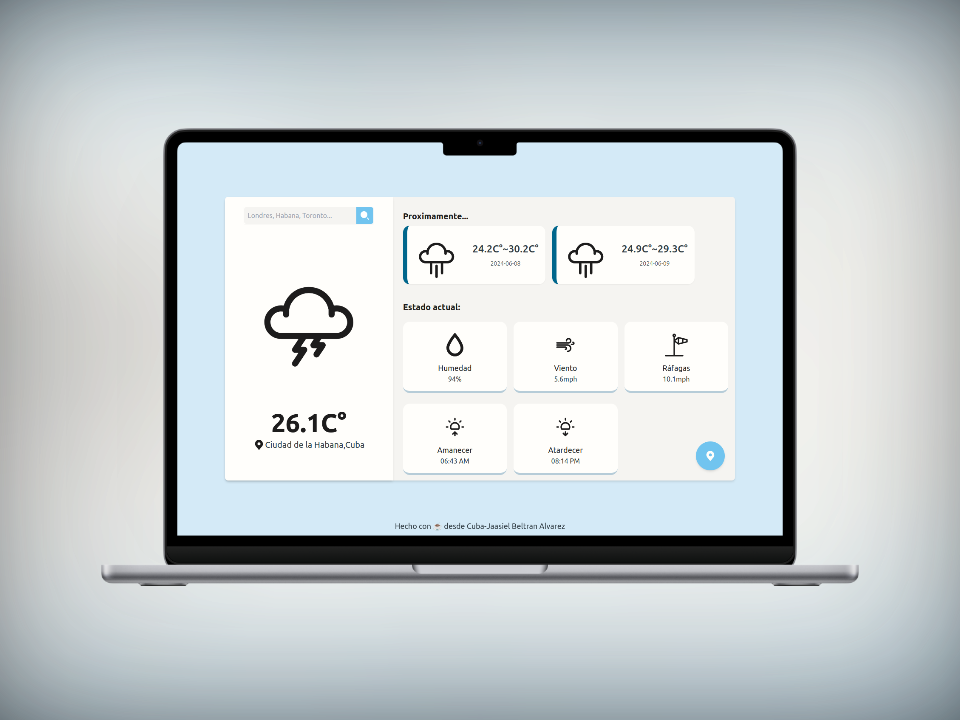 Londres, Habana, Toronto...
26.1C°
Ciudad de la Habana,Cuba
Proximamente...
24.2C°~30.2C°
2024-06-08
24.9C°~29.3C°
2024-06-09
Estado actual:
Humedad
94%
Viento
5.6mph
Ráfagas
10.1mph
Amanecer
06:43 AM
Atardecer
08:14 PM
Hecho con ☕ desde Cuba-Jaasiel Beltran Alvarez